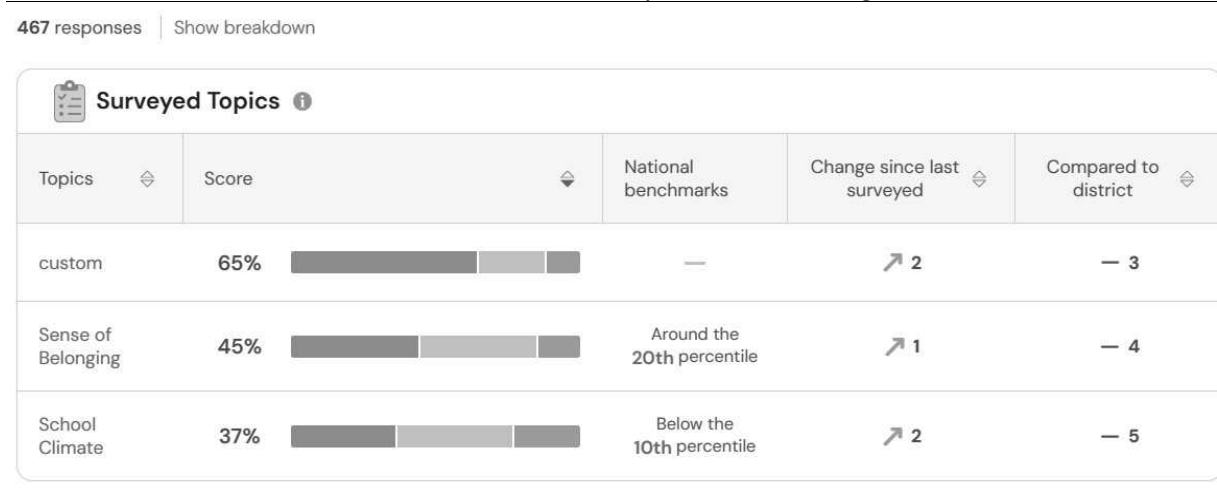 467 responses | Show breakdown
Surveyed Topics
Topics Score National benchmarks Change since last surveyed Compared to district
custom 65% — 2 — 3
Sense of Belonging 45% Around the 20th percentile 1 — 4
School Climate 37% Below the 10th percentile 2 — 5